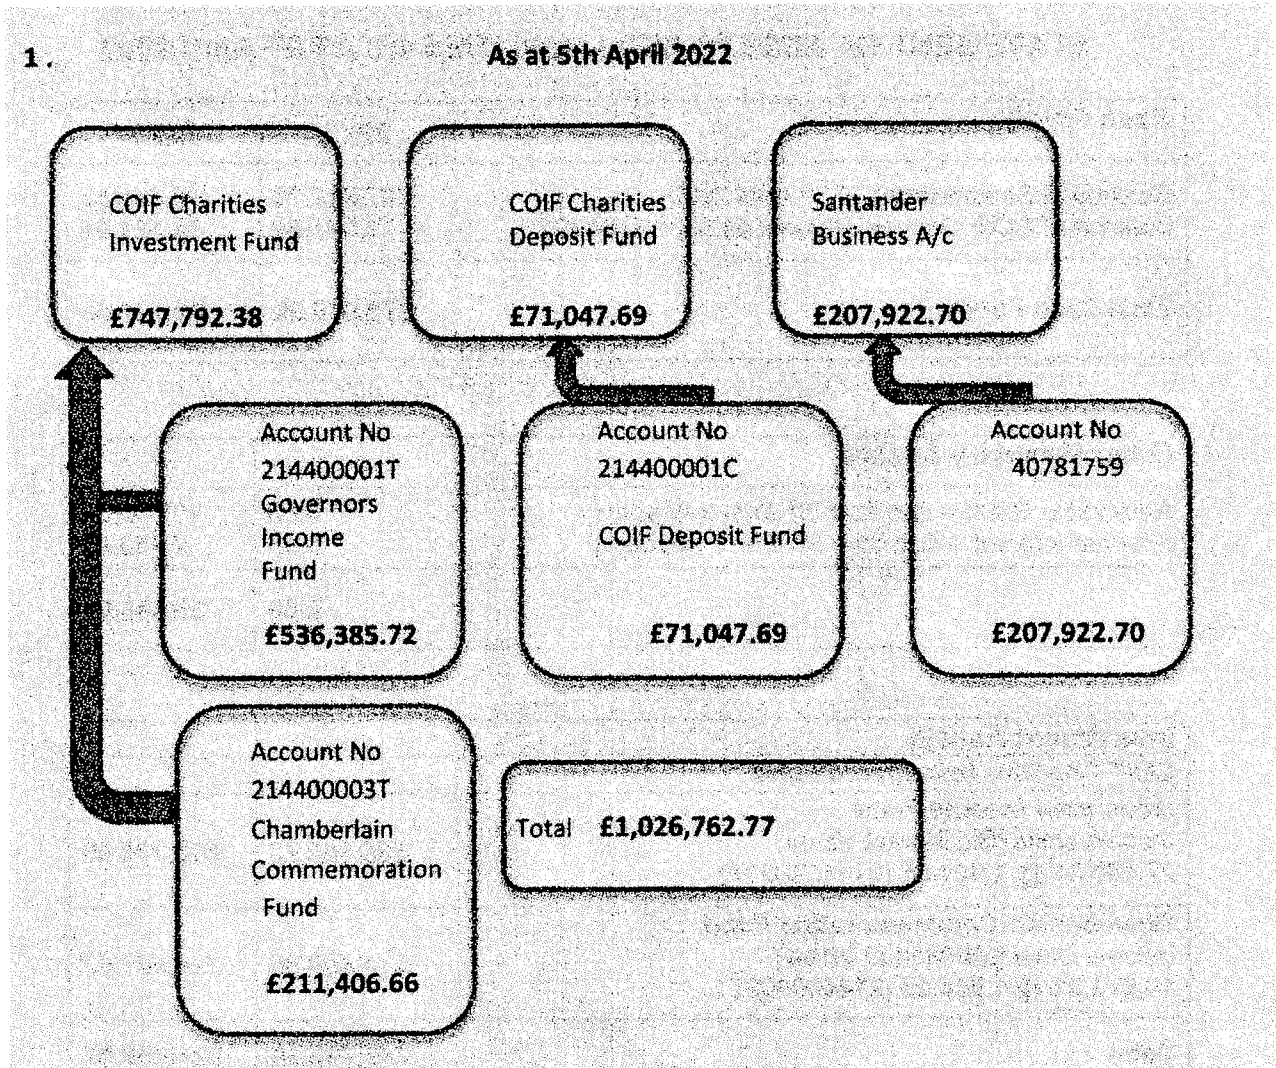 1.
As at 5th April 2022
COIF Charities
Investment Fund
£747,792.38
COIF Charities
Deposit Fund
£71,047.69
Santander
Business A/c
£207,922.70
Account No
214400001T
Governors
Income
Fund
£536,385.72
Account No
214400001C
COIF Deposit Fund
£71,047.69
Account No
40781759
£207,922.70
Account No
214400003T
Chamberlain
Commemoration
Fund
£211,406.66
Total £1,026,762.77